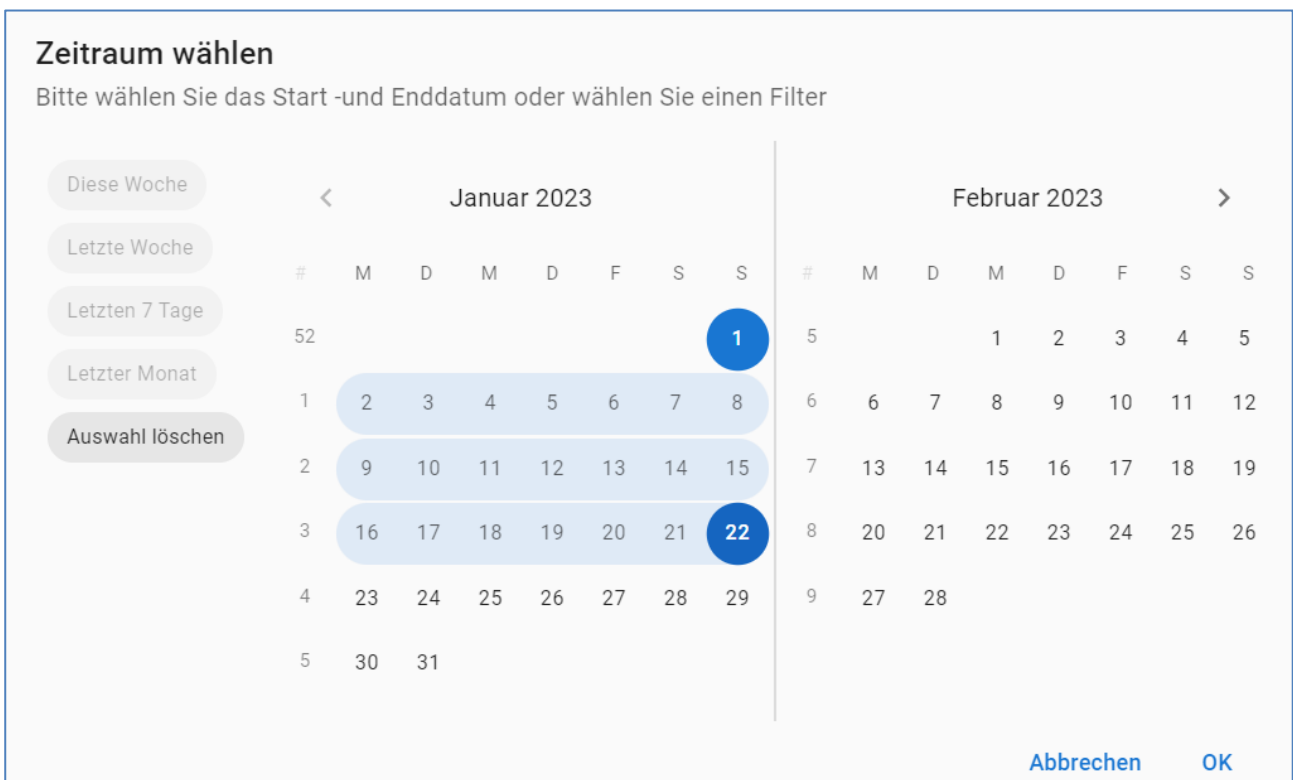 Zeitraum wählen
Bitte wählen Sie das Start -und Enddatum oder wählen Sie einen Filter
Diese Woche
Letzte Woche
Letzten 7 Tage
Letzter Monat
Auswahl löschen
Januar 2023
# M D M D F S S
52 1
1 2 3 4 5 6 7 8
2 9 10 11 12 13 14 15
3 16 17 18 19 20 21 22
4 23 24 25 26 27 28 29
5 30 31
Februar 2023
# M D M D F S S
5 1 2 3 4 5
6 6 7 8 9 10 11 12
7 13 14 15 16 17 18 19
8 20 21 22 23 24 25 26
9 27 28
Abbrechen OK